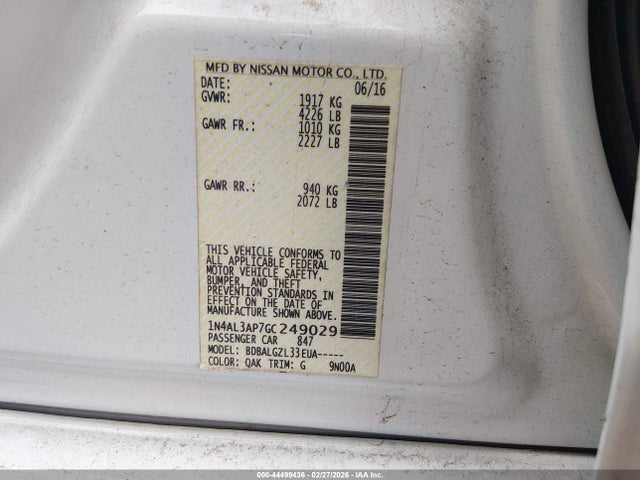 MFD BY NISSAN MOTOR CO., LTD.
DATE: 06/16
GVWR: 1917 KG
4226 LB
GAWR FR.: 1010 KG
2227 LB
GAWR RR.: 940 KG
2072 LB
THIS VEHICLE CONFORMS TO
ALL APPLICABLE FEDERAL
MOTOR VEHICLE SAFETY,
BUMPER, AND THEFT
PREVENTION STANDARDS IN
EFFECT ON THE DATE OF
MANUFACTURE SHOWN ABOVE.
1N4AL3AP7GC249029
PASSENGER CAR 847
MODEL: BDBALGZL33EUA-----
COLOR: QAK TRIM: G 9N00A
000-44499436 - 02/27/2026 - IAA